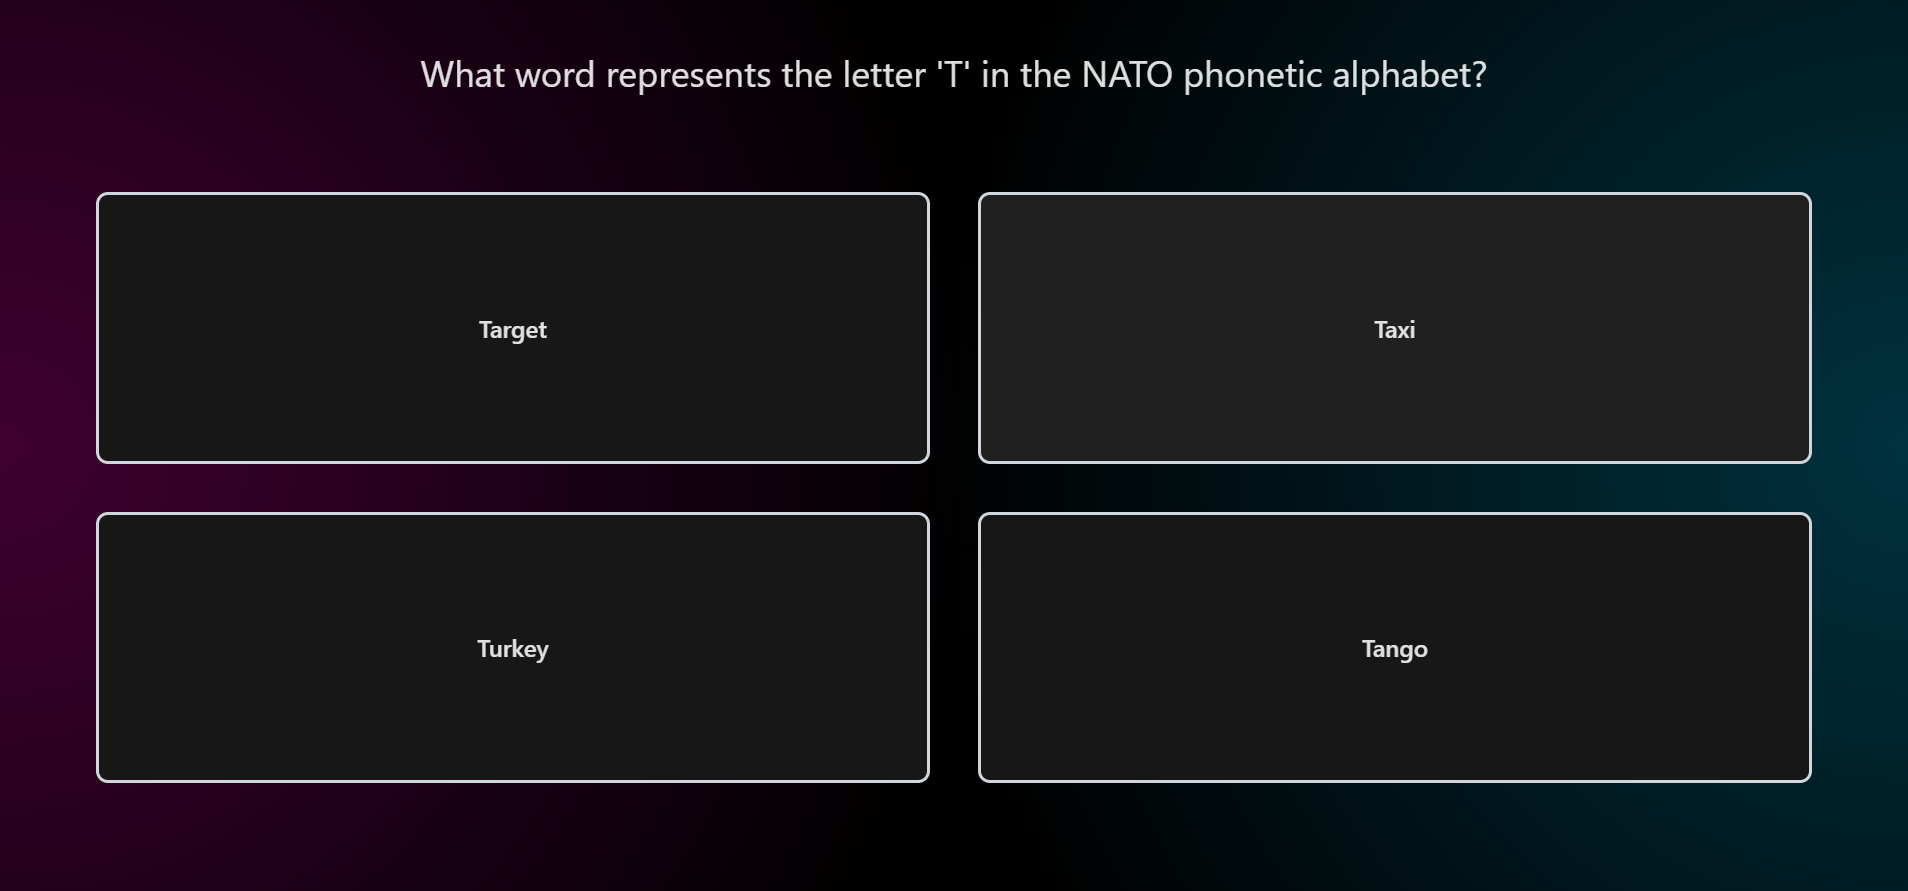 What word represents the letter 'T' in the NATO phonetic alphabet?
Target
Taxi
Turkey
Tango